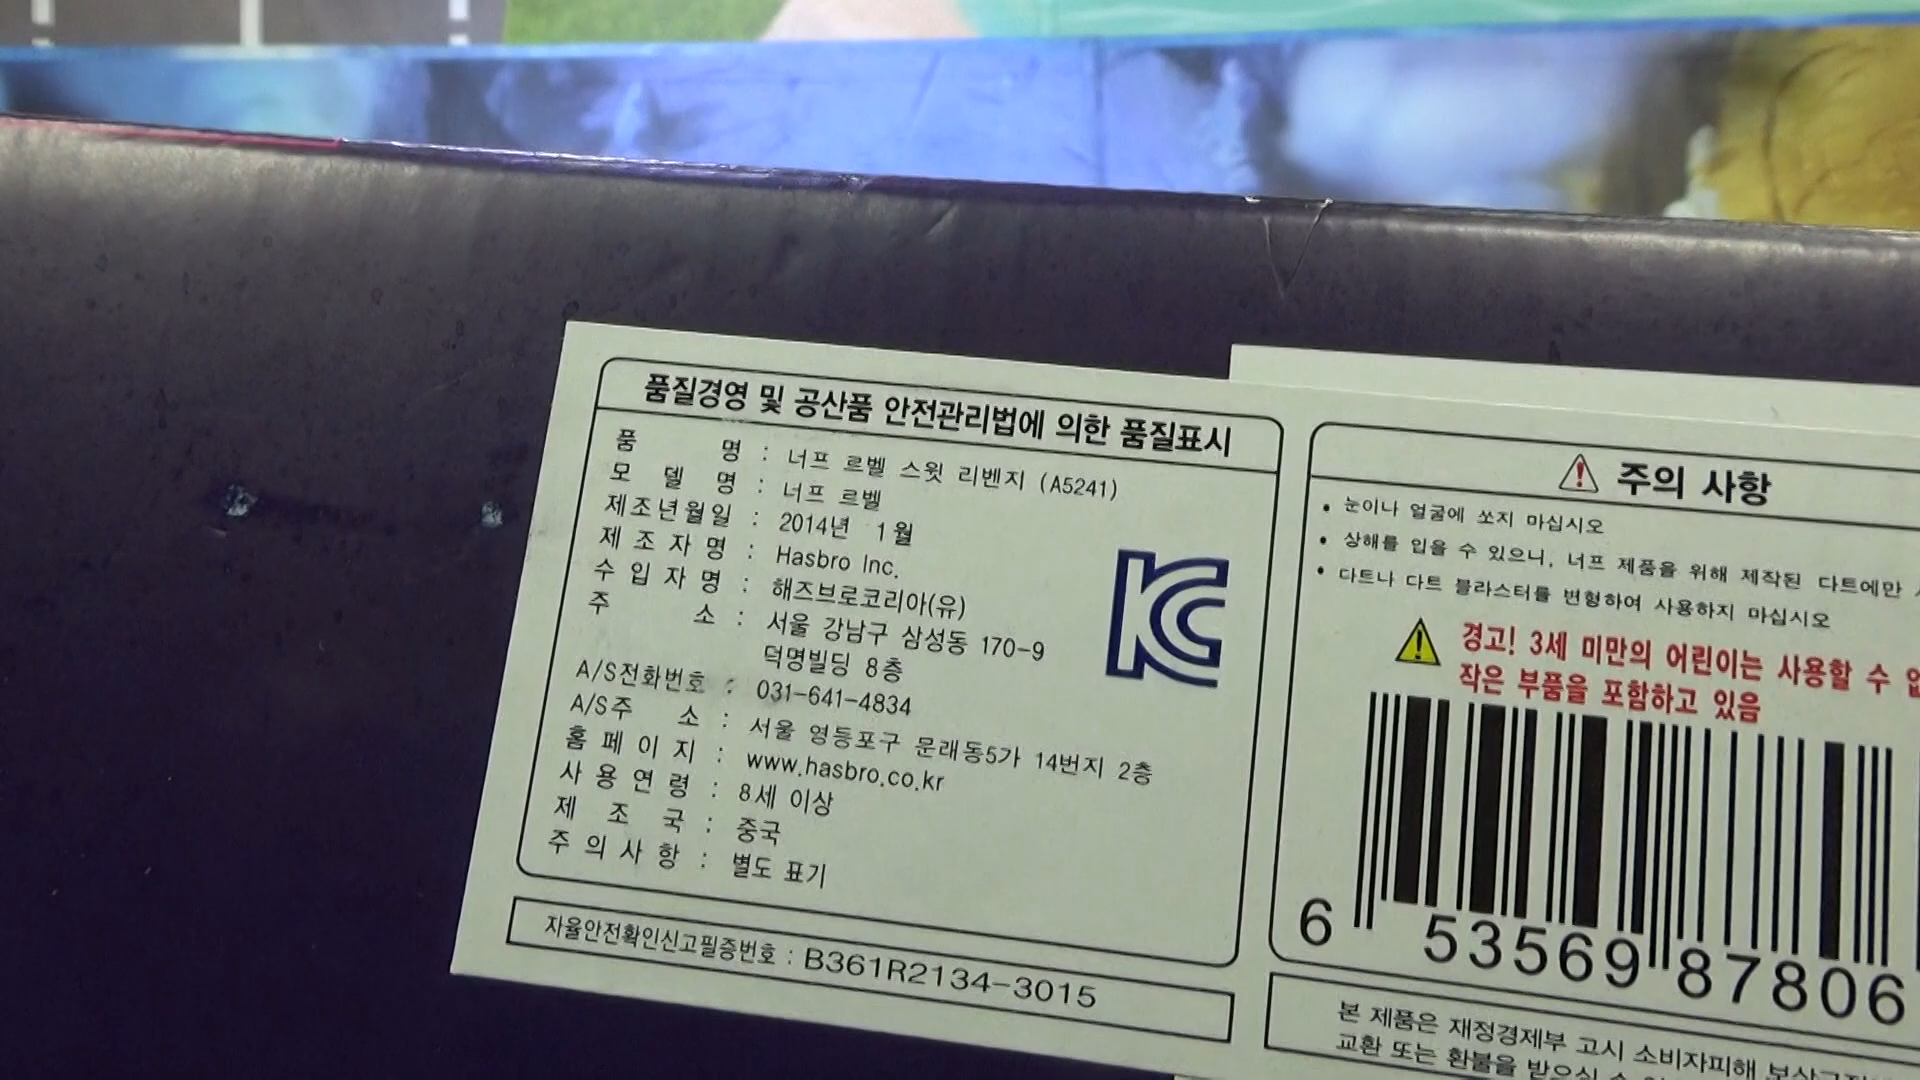 품질경영 및 공산품 안전관리법에 의한 품질표시
품 명 : 너프 르벨 스윗 리벤지 (A5241)
모 델 명 : 너프 르벨
제조년월일 : 2014년 1월
제 조 자 명 : Hasbro Inc.
수 입 자 명 : 해즈브로코리아(유)
주 소 : 서울 강남구 삼성동 170-9
덕명빌딩 8층
A/S전화번호 : 031-641-4834
A/S주 소 : 서울 영등포구 문래동5가 14번지 2층
홈 페 이 지 : www.hasbro.co.kr
사 용 연 령 : 8세 이상
제 조 국 : 중국
주 의 사 항 : 별도 표기
KC
자율안전확인신고필증번호 : B361R2134-3015
주의 사항
• 눈이나 얼굴에 쏘지 마십시오
• 상해를 입을 수 있으니, 너프 제품을 위해 제작된 다트에만
• 다트나 다트 블라스터를 변형하여 사용하지 마십시오
경고! 3세 미만의 어린이는 사용할 수
작은 부품을 포함하고 있음
6 53569 87806
본 제품은 재정경제부 고시 소비자피해
교환 또는 환불을 받으실 수